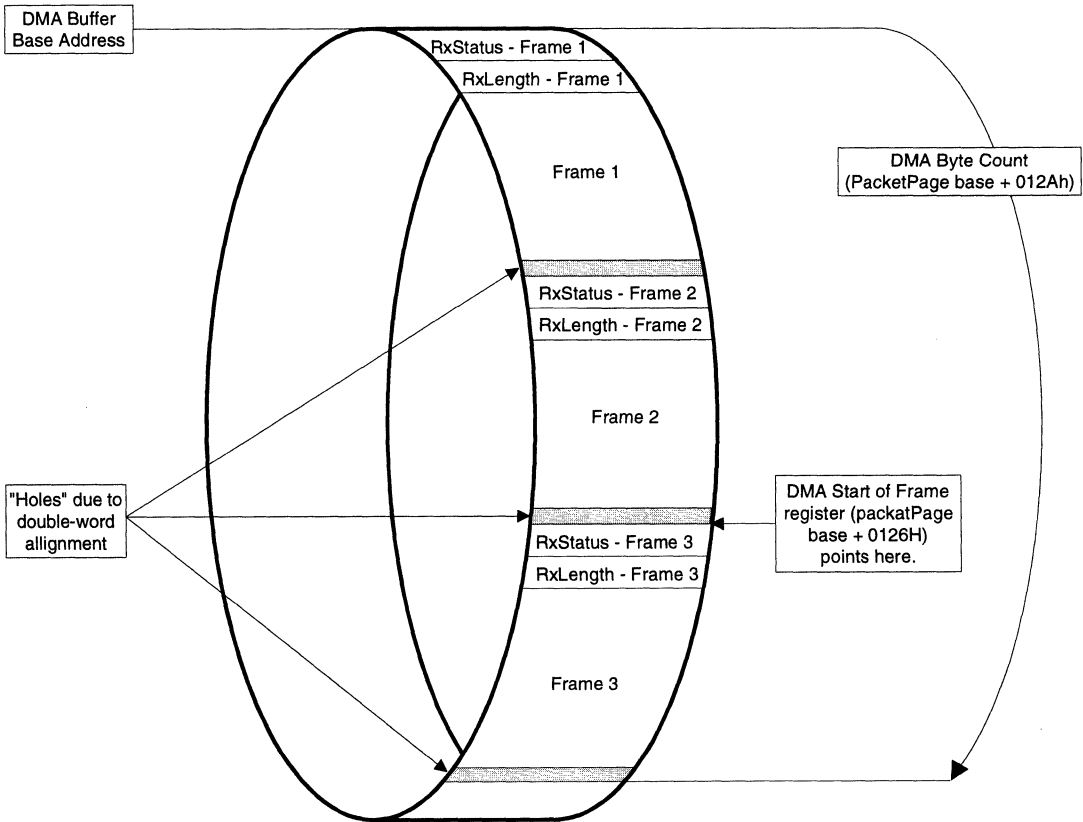 DMA Buffer
Base Address
RxStatus - Frame 1
RxLength - Frame 1
Frame 1
DMA Byte Count
(PacketPage base + 012Ah)
RxStatus - Frame 2
RxLength - Frame 2
Frame 2
"Holes" due to
double-word
allignment
DMA Start of Frame
register (packatPage
base + 0126H)
points here.
RxStatus - Frame 3
RxLength - Frame 3
Frame 3